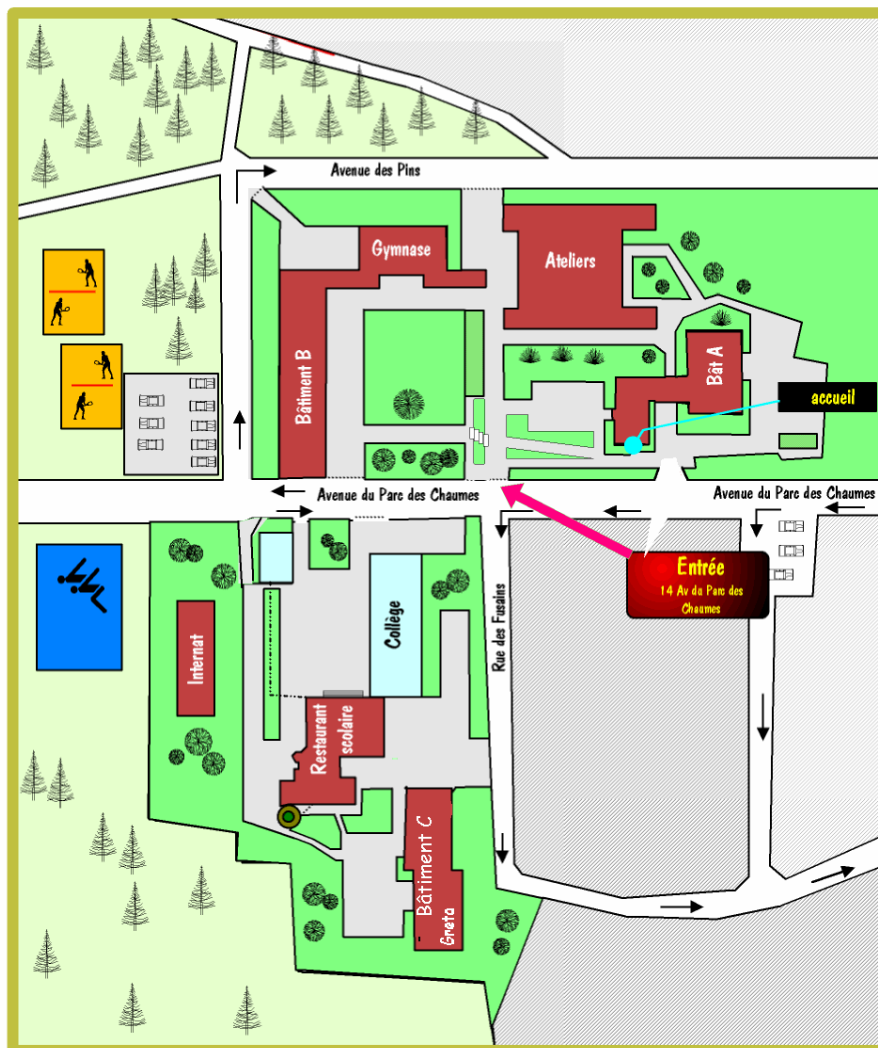 Avenue des Pins
Gymnase
Ateliers
Bâtiment B
Bât A
accueil
Avenue du Parc des Chaumes
Avenue du Parc des Chaumes
Entrée
14 Av du Parc des
Chaumes
Collège
Rue des Fusains
Internat
Restaurant
scolaire
Bâtiment C
Greta